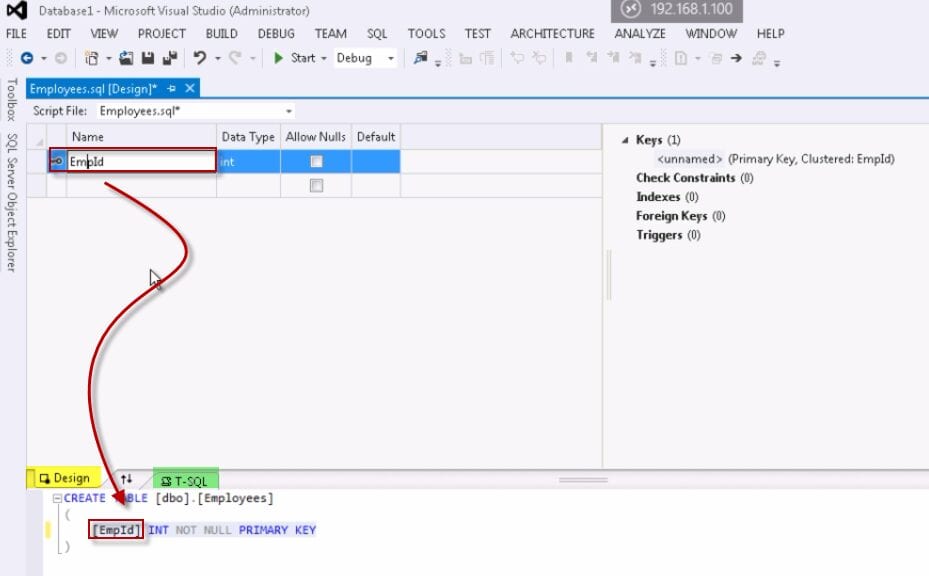 Database1 - Microsoft Visual Studio (Administrator)
192.168.1.100
FILE EDIT VIEW PROJECT BUILD DEBUG TEAM SQL TOOLS TEST ARCHITECTURE ANALYZE WINDOW HELP
Start Debug
Toolbox
SQL Server Object Explorer
Employees.sql [Design]*
Script File: Employees.sql*
Name Data Type Allow Nulls Default
EmpId int
Keys (1)
<unnamed> (Primary Key, Clustered: EmpId)
Check Constraints (0)
Indexes (0)
Foreign Keys (0)
Triggers (0)
Design T-SQL
CREATE TABLE [dbo].[Employees]
(
[EmpId] INT NOT NULL PRIMARY KEY
)